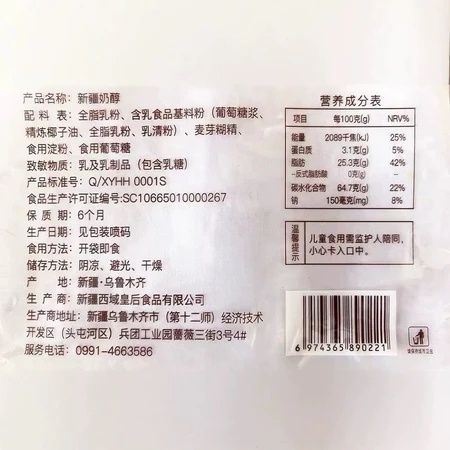 产品名称：新疆奶醇
配 料 表：全脂乳粉、含乳食品基料粉（葡萄糖浆、
精炼椰子油、全脂乳粉、乳清粉）、麦芽糊精、
食用淀粉、食用葡萄糖
致敏物质：乳及乳制品（包含乳糖）
产品标准号：Q/XYHH 0001S
食品生产许可证编号：SC10665010000267
保 质 期：6个月
生产日期：见包装喷码
食用方法：开袋即食
储存方法：阴凉、避光、干燥
产 地：新疆·乌鲁木齐
生 产 商：新疆西域皇后食品有限公司
生产商地址：新疆乌鲁木齐市（第十二师）经济技术
开发区（头屯河区）兵团工业园蔷薇三街3号4#
服务电话：0991-4663586
营养成分表
项目 每100克(g) NRV%
能量 2089千焦(kJ) 25%
蛋白质 3.1克(g) 5%
脂肪 25.3克(g) 42%
-反式脂肪酸 0克(g)
碳水化合物 64.7克(g) 22%
钠 150毫克(mg) 8%
温馨提示
儿童食用需监护人陪同，
小心卡入口中。
6 974365 890221
请保持城市卫生